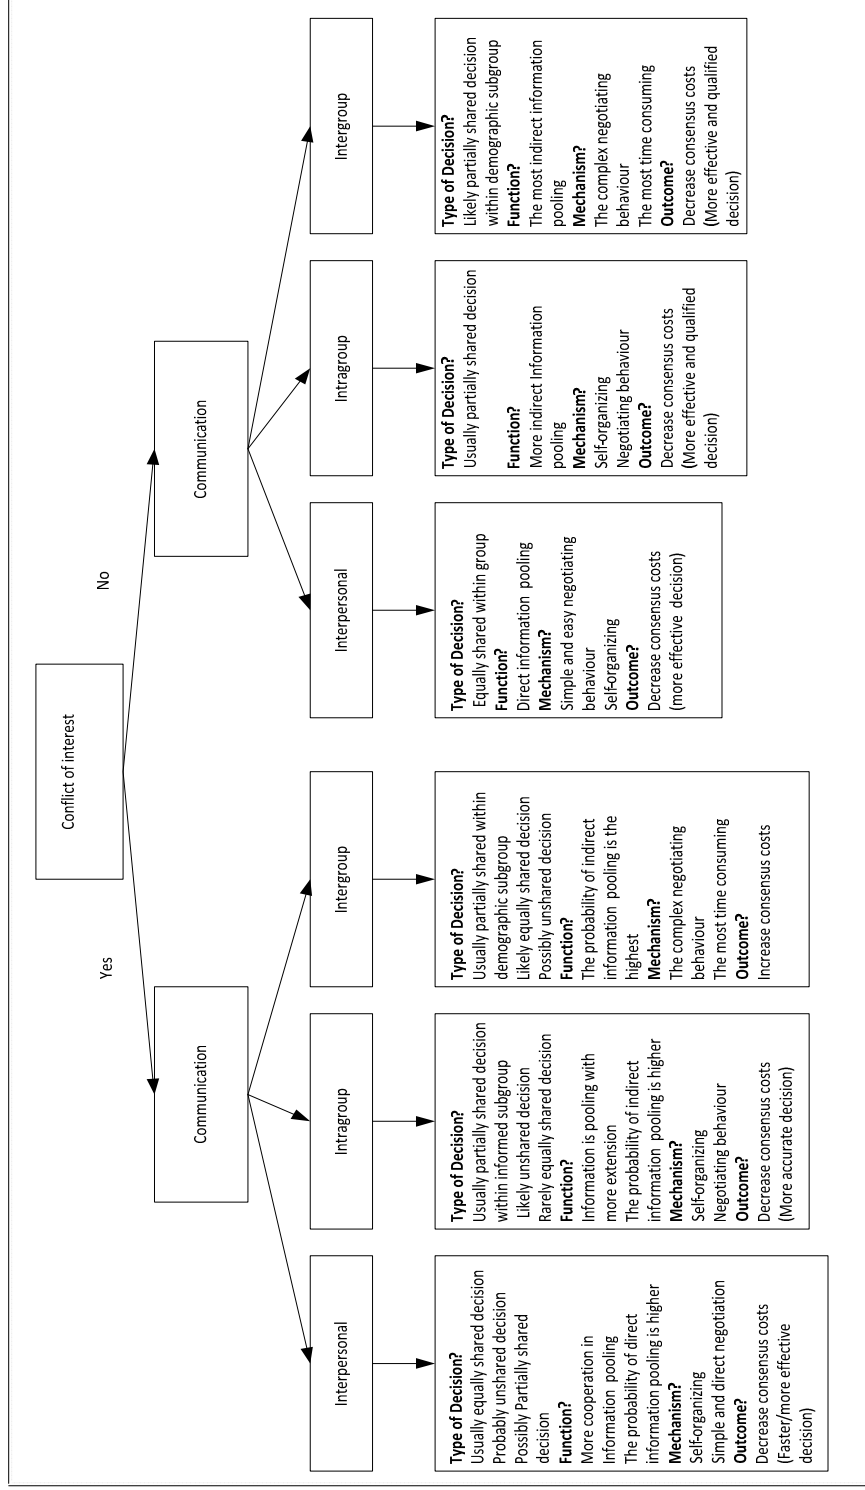 Conflict of interest
Yes
No
Communication
Communication
Interpersonal
Intragroup
Intergroup
Interpersonal
Intragroup
Intergroup
Type of Decision?
Usually equally shared decision
Probably unshared decision
Possibly Partially shared
decision
Function?
More cooperation in
Information pooling
The probability of direct
information pooling is higher
Mechanism?
Self-organizing
Simple and direct negotiation
Outcome?
Decrease consensus costs
(Faster/more effective
decision)
Type of Decision?
Usually partially shared decision
within informed subgroup
Likely unshared decision
Rarely equally shared decision
Function?
Information is pooling with
more extension
The probability of indirect
information pooling is higher
Mechanism?
Self-organizing
Negotiating behaviour
Outcome?
Decrease consensus costs
(More accurate decision)
Type of Decision?
Usually partially shared within
demographic subgroup
Likely equally shared decision
Possibly unshared decision
Function?
The probability of indirect
information pooling is the
highest
Mechanism?
The complex negotiating
behaviour
The most time consuming
Outcome?
Increase consensus costs
Type of Decision?
Equally shared within group
Function?
Direct information pooling
Mechanism?
Simple and easy negotiating
behaviour
Self-organizing
Outcome?
Decrease consensus costs
(more effective decision)
Type of Decision?
Usually partially shared decision
Function?
More indirect Information
pooling
Mechanism?
Self-organizing
Negotiating behaviour
Outcome?
Decrease consensus costs
(More effective and qualified
decision)
Type of Decision?
Likely partially shared decision
within demographic subgroup
Function?
The most indirect information
pooling
Mechanism?
The complex negotiating
behaviour
The most time consuming
Outcome?
Decrease consensus costs
(More effective and qualified
decision)